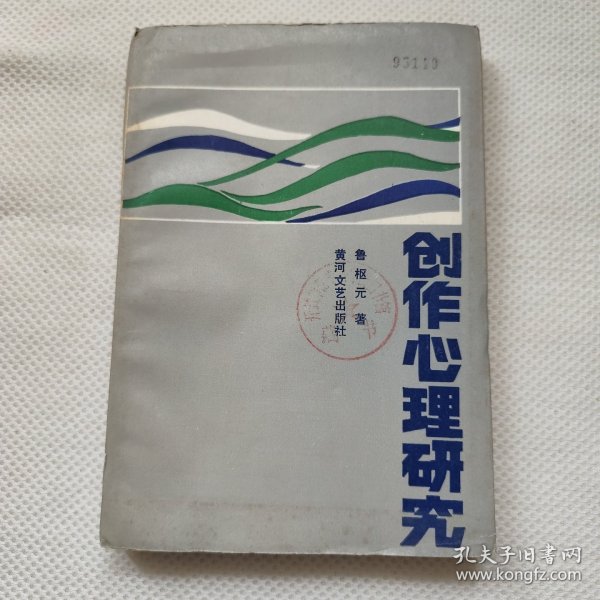 93119
创作心理研究
鲁枢元 著
黄河文艺出版社
孔夫子旧书网
www.kongfz.com